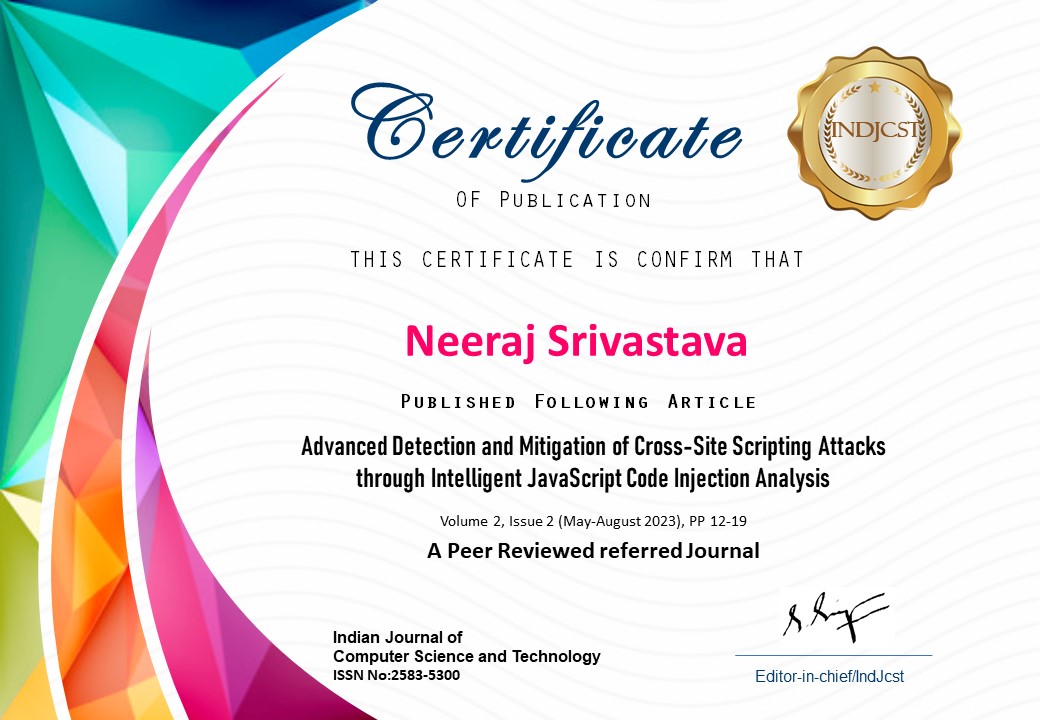 Certificate
INDJCST
OF PUBLICATION
THIS CERTIFICATE IS CONFIRM THAT
Neeraj Srivastava
PUBLISHED FOLLOWING ARTICLE
Advanced Detection and Mitigation of Cross-Site Scripting Attacks
through Intelligent JavaScript Code Injection Analysis
Volume 2, Issue 2 (May-August 2023), PP 12-19
A Peer Reviewed referred Journal
Indian Journal of
Computer Science and Technology
ISSN No:2583-5300
Editor-in-chief/IndJcst